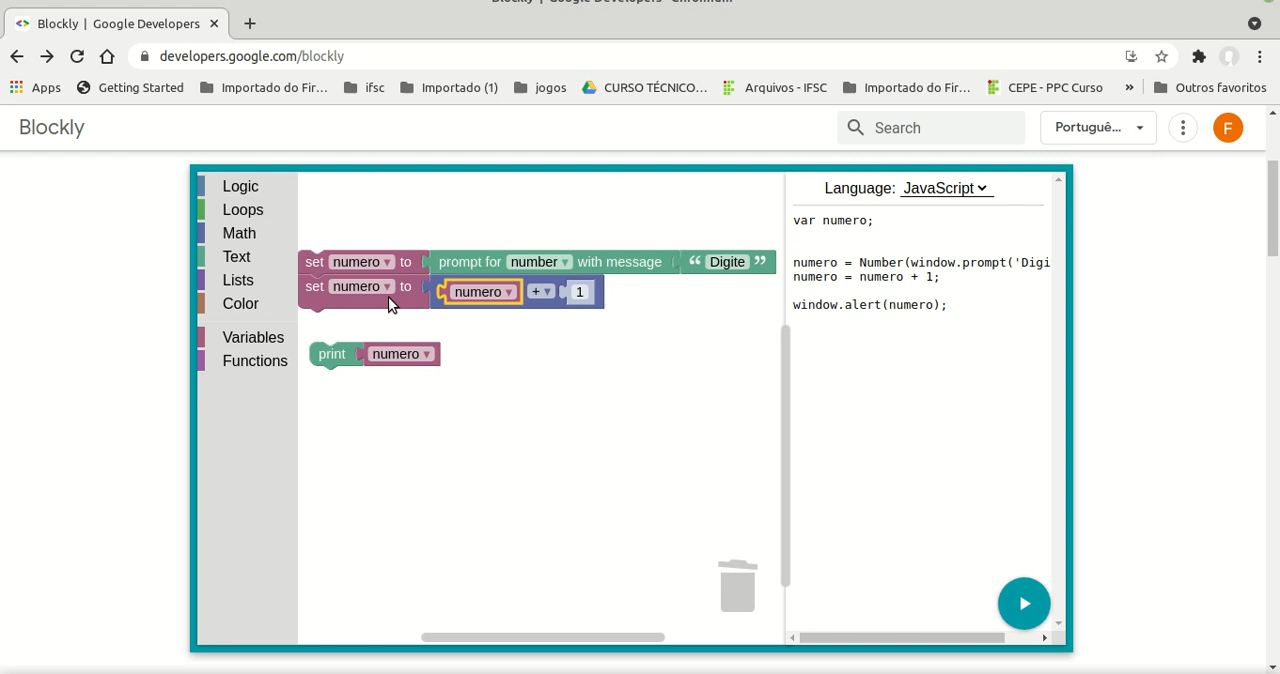 Blockly | Google Developers - Chromium
Blockly | Google Developers
developers.google.com/blockly
Apps Getting Started Importado do Fir... ifsc Importado (1) jogos CURSO TÉCNICO... Arquivos - IFSC Importado do Fir... CEPE - PPC Curso » Outros favoritos
Blockly Search Portuguê... F
Logic
Loops
Math
Text
Lists
Color
Variables
Functions
set numero to prompt for number with message “ Digite ”
set numero to numero + 1
print numero
Language: JavaScript
var numero;
numero = Number(window.prompt('Digi
numero = numero + 1;
window.alert(numero);